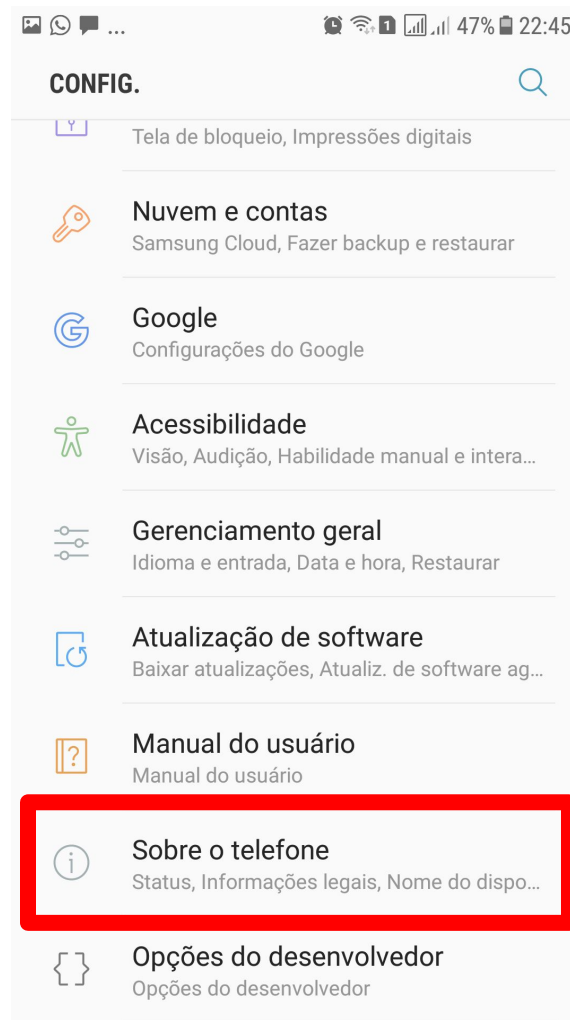 ... 1 47% 22:45
CONFIG.
Tela de bloqueio, Impressões digitais
Nuvem e contas
Samsung Cloud, Fazer backup e restaurar
Google
Configurações do Google
Acessibilidade
Visão, Audição, Habilidade manual e intera...
Gerenciamento geral
Idioma e entrada, Data e hora, Restaurar
Atualização de software
Baixar atualizações, Atualiz. de software ag...
Manual do usuário
Manual do usuário
Sobre o telefone
Status, Informações legais, Nome do dispo...
Opções do desenvolvedor
Opções do desenvolvedor